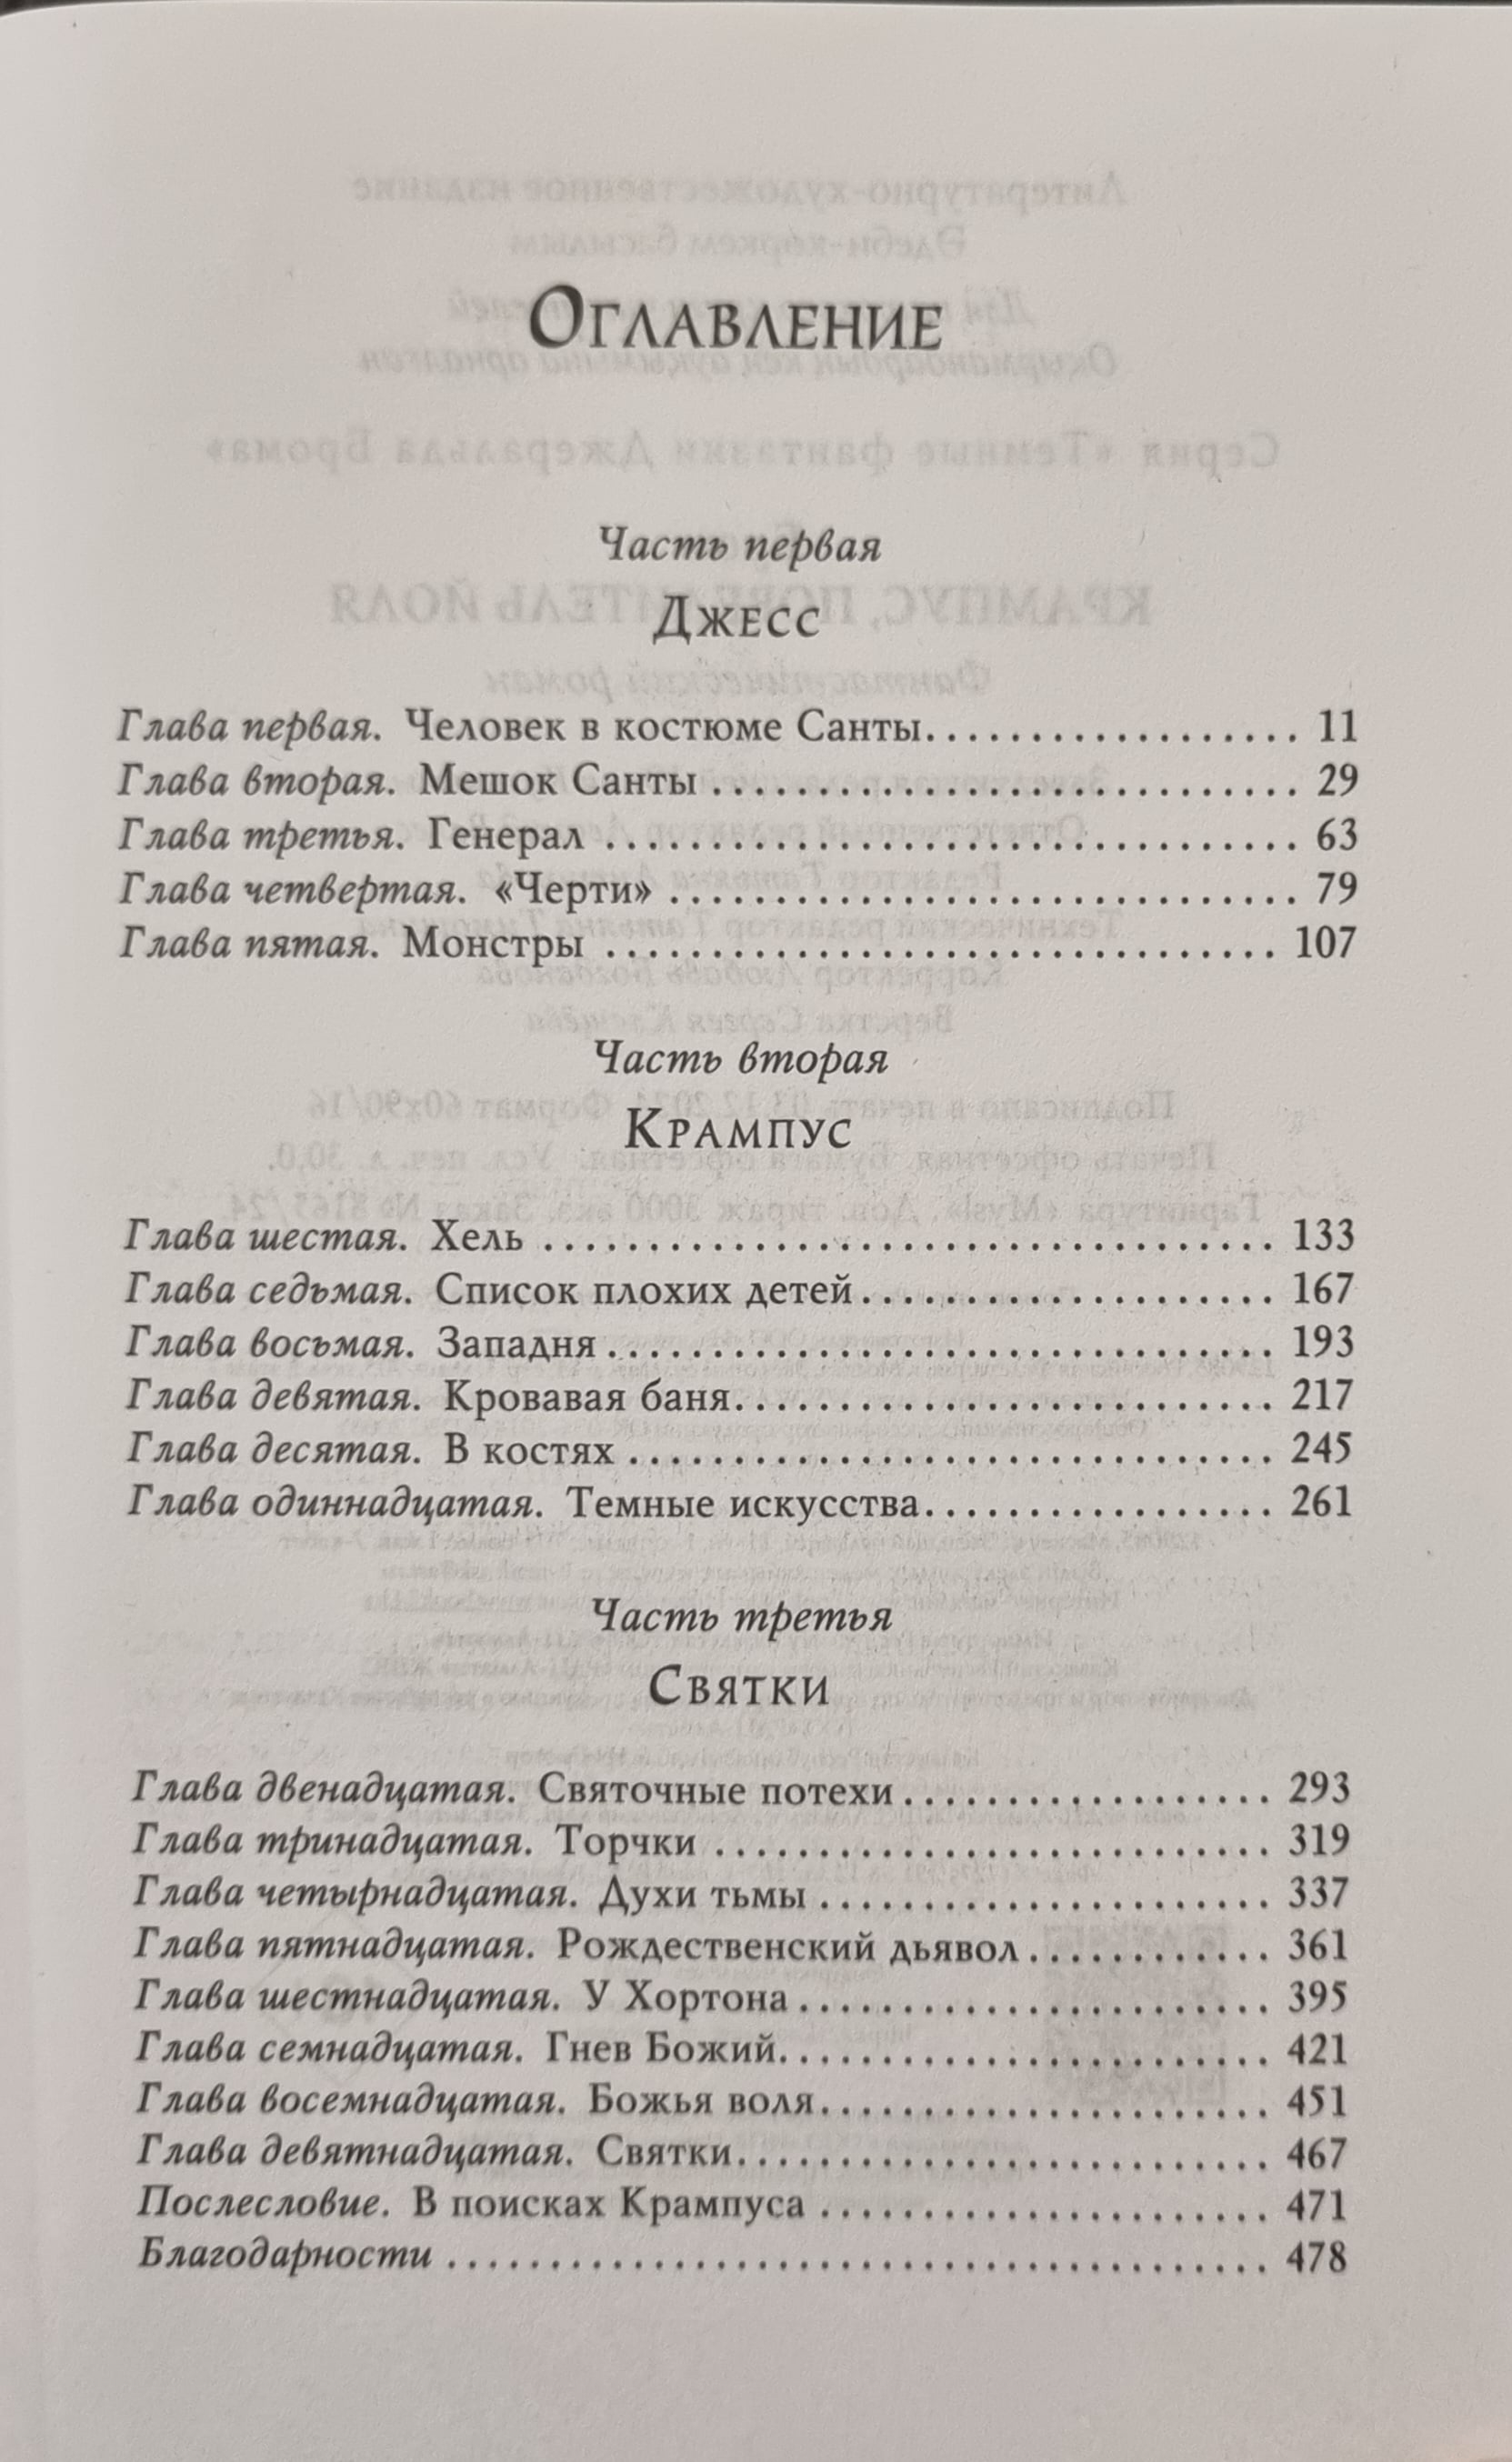 Оглавление
Часть первая
Джесс
Глава первая. Человек в костюме Санты. . . . . . . . . . . . . . . . . . 11
Глава вторая. Мешок Санты . . . . . . . . . . . . . . . . . . . . . . . . . . . . 29
Глава третья. Генерал . . . . . . . . . . . . . . . . . . . . . . . . . . . . . . . . . 63
Глава четвертая. «Черти» . . . . . . . . . . . . . . . . . . . . . . . . . . . . . . 79
Глава пятая. Монстры . . . . . . . . . . . . . . . . . . . . . . . . . . . . . . . . 107
Часть вторая
Крампус
Глава шестая. Хель . . . . . . . . . . . . . . . . . . . . . . . . . . . . . . . . . . . 133
Глава седьмая. Список плохих детей. . . . . . . . . . . . . . . . . . . . 167
Глава восьмая. Западня . . . . . . . . . . . . . . . . . . . . . . . . . . . . . . . . 193
Глава девятая. Кровавая баня. . . . . . . . . . . . . . . . . . . . . . . . . . 217
Глава десятая. В костях . . . . . . . . . . . . . . . . . . . . . . . . . . . . . . . 245
Глава одиннадцатая. Темные искусства. . . . . . . . . . . . . . . . . 261
Часть третья
Святки
Глава двенадцатая. Святочные потехи . . . . . . . . . . . . . . . . . . 293
Глава тринадцатая. Торчки . . . . . . . . . . . . . . . . . . . . . . . . . . . 319
Глава четырнадцатая. Духи тьмы . . . . . . . . . . . . . . . . . . . . . . 337
Глава пятнадцатая. Рождественский дьявол . . . . . . . . . . . . 361
Глава шестнадцатая. У Хортона . . . . . . . . . . . . . . . . . . . . . . . 395
Глава семнадцатая. Гнев Божий. . . . . . . . . . . . . . . . . . . . . . . . 421
Глава восемнадцатая. Божья воля. . . . . . . . . . . . . . . . . . . . . . 451
Глава девятнадцатая. Святки. . . . . . . . . . . . . . . . . . . . . . . . . . 467
Послесловие. В поисках Крампуса . . . . . . . . . . . . . . . . . . . . . . 471
Благодарности . . . . . . . . . . . . . . . . . . . . . . . . . . . . . . . . . . . . . . . . 478